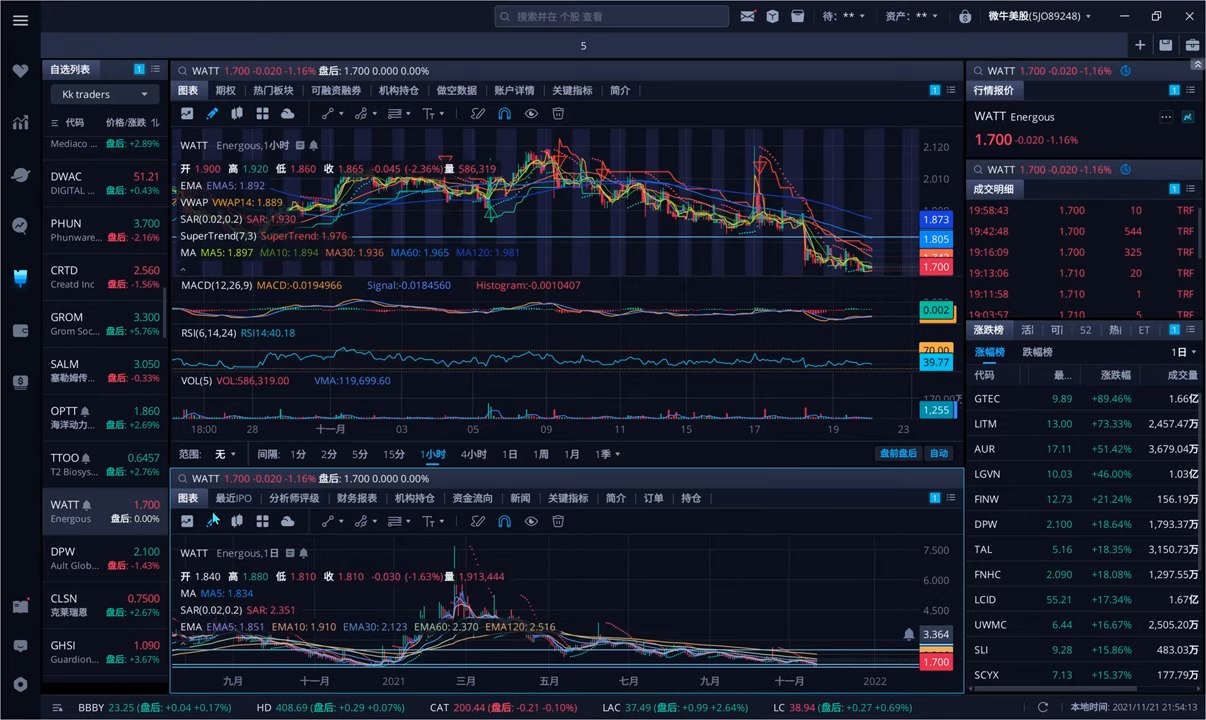 搜索并在 个股 查看
待：** 资产：** 微牛美股(5JO89248)
5
自选列表 1
Kk traders
代码 价格/涨跌
Mediaco ... 盘后: +2.89%
DWAC 51.21
DIGITAL ... 盘后: +0.43%
PHUN 3.700
Phunware... 盘后: -2.16%
CRTD 2.560
Creatd Inc 盘后: -1.56%
GROM 3.300
Grom Soc... 盘后: +5.76%
SALM 3.050
塞勒姆传... 盘后: -0.33%
OPTT 1.860
海洋动力... 盘后: +2.69%
TTOO 0.6457
T2 Biosys... 盘后: +2.76%
WATT 1.700
Energous 盘后: 0.00%
DPW 2.100
Ault Glob... 盘后: -1.43%
CLSN 0.7500
克莱瑞恩 盘后: +2.67%
GHSI 1.090
Guardion... 盘后: +3.67%
WATT 1.700 -0.020 -1.16% 盘后: 1.700 0.000 0.00%
图表 期权 热门板块 可融资融券 机构持仓 做空数据 账户详情 关键指标 简介 1
WATT Energous,1小时
开 1.900 高 1.920 低 1.860 收 1.865 -0.045 (-2.36%) 量 586,319
EMA EMA5: 1.892
VWAP VWAP14: 1.889
SAR(0.02,0.2) SAR: 1.930
SuperTrend(7,3) SuperTrend: 1.976
MA MA5: 1.897 MA10: 1.894 MA30: 1.936 MA60: 1.965 MA120: 1.981
2.120
2.010
1.873
1.805
1.700
MACD(12,26,9) MACD:-0.0194966 Signal:-0.0184560 Histogram:-0.0010407
0.002
RSI(6,14,24) RSI14:40.18
70.00
39.77
VOL(5) VOL:586,319.00 VMA:119,699.60
170.00万
1,255
18:00 28 十一月 03 05 09 11 15 17 19 23
范围: 无 间隔: 1分 2分 5分 15分 1小时 4小时 1日 1周 1月 1季 盘前盘后 自动
WATT 1.700 -0.020 -1.16% 盘后: 1.700 0.000 0.00%
图表 最近IPO 分析师评级 财务报表 机构持仓 资金流向 新闻 关键指标 简介 订单 持仓 1
WATT Energous,1日
开 1.840 高 1.880 低 1.810 收 1.810 -0.030 (-1.63%) 量 1,913,444
MA MA5: 1.834
SAR(0.02,0.2) SAR: 2.351
EMA EMA5: 1.851 EMA10: 1.910 EMA30: 2.123 EMA60: 2.370 EMA120: 2.516
7.500
6.000
4.500
3.364
1.700
九月 十一月 2021 三月 五月 七月 九月 十一月 2022
WATT 1.700 -0.020 -1.16%
行情报价 1
WATT Energous
1.700 -0.020 -1.16%
WATT 1.700 -0.020 -1.16%
成交明细 1
19:58:43 1.700 10 TRF
19:42:48 1.700 544 TRF
19:16:09 1.700 325 TRF
19:13:06 1.710 20 TRF
19:11:58 1.710 1 TRF
19:03:57 1.710 5 TRF
涨跌榜 52 ET 1
涨幅榜 跌幅榜 1日
代码 最... 涨跌幅 成交量
GTEC 9.89 +89.46% 1.66亿
LITM 13.00 +73.33% 2,457.47万
AUR 17.11 +51.42% 3,679.04万
LGVN 10.03 +46.00% 1.03亿
FINW 12.73 +21.24% 156.19万
DPW 2.100 +18.64% 1,793.37万
TAL 5.16 +18.35% 3,150.73万
FNHC 2.090 +18.08% 1,297.55万
LCID 55.21 +17.34% 1.67亿
UWMC 6.44 +16.67% 2,505.20万
SLI 9.28 +15.86% 483.03万
SCYX 7.13 +15.37% 177.79万
BBBY 23.25 (盘后: +0.04 +0.17%) HD 408.69 (盘后: +0.29 +0.07%) CAT 200.44 (盘后: -0.21 -0.10%) LAC 37.49 (盘后: +0.99 +2.64%) LC 38.94 (盘后: +0.27 +0.69%) 本地时间: 2021/11/21 21:54:13